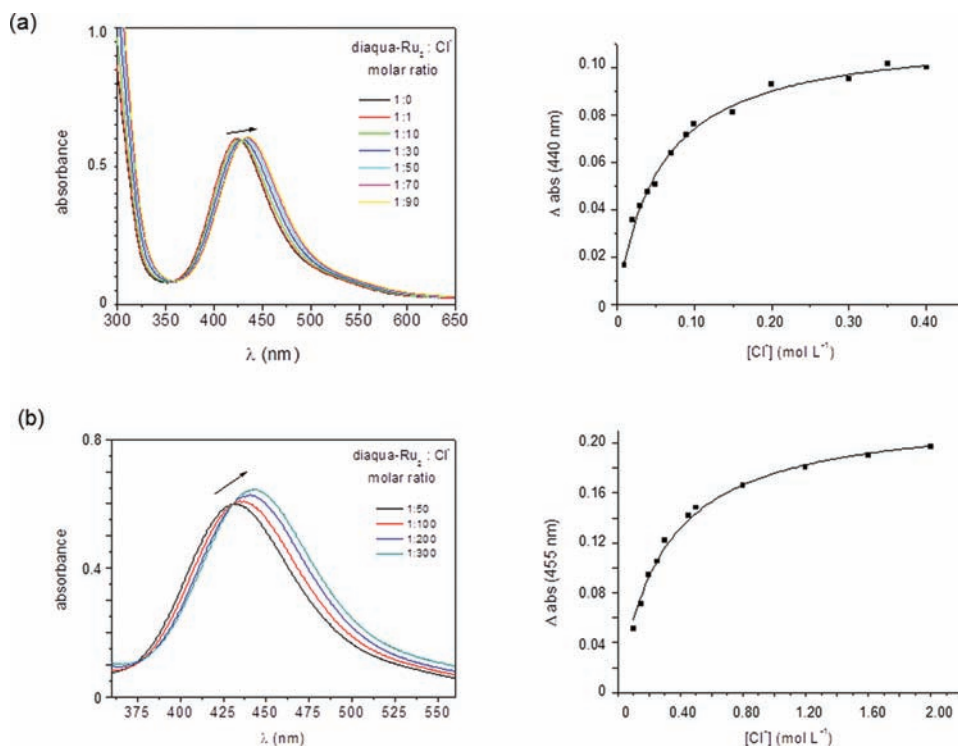 (a)
1.0
0.5
0
absorbance
diaqua-Ru₂ : Cl⁻
molar ratio
1:0
1:1
1:10
1:30
1:50
1:70
1:90
300 350 400 450 500 550 600 650
λ (nm)
0.10
0.08
0.06
0.04
0.02
0.00
Δ abs (440 nm)
0 0.10 0.20 0.30 0.40
[Cl⁻] (mol L⁻¹)
(b)
0.8
0.4
0
absorbance
diaqua-Ru₂ : Cl⁻
molar ratio
1:50
1:100
1:200
1:300
375 400 425 450 475 500 525 550
λ (nm)
0.20
0.16
0.12
0.08
0.04
0.00
Δ abs (455 nm)
0 0.40 0.80 1.20 1.60 2.00
[Cl⁻] (mol L⁻¹)